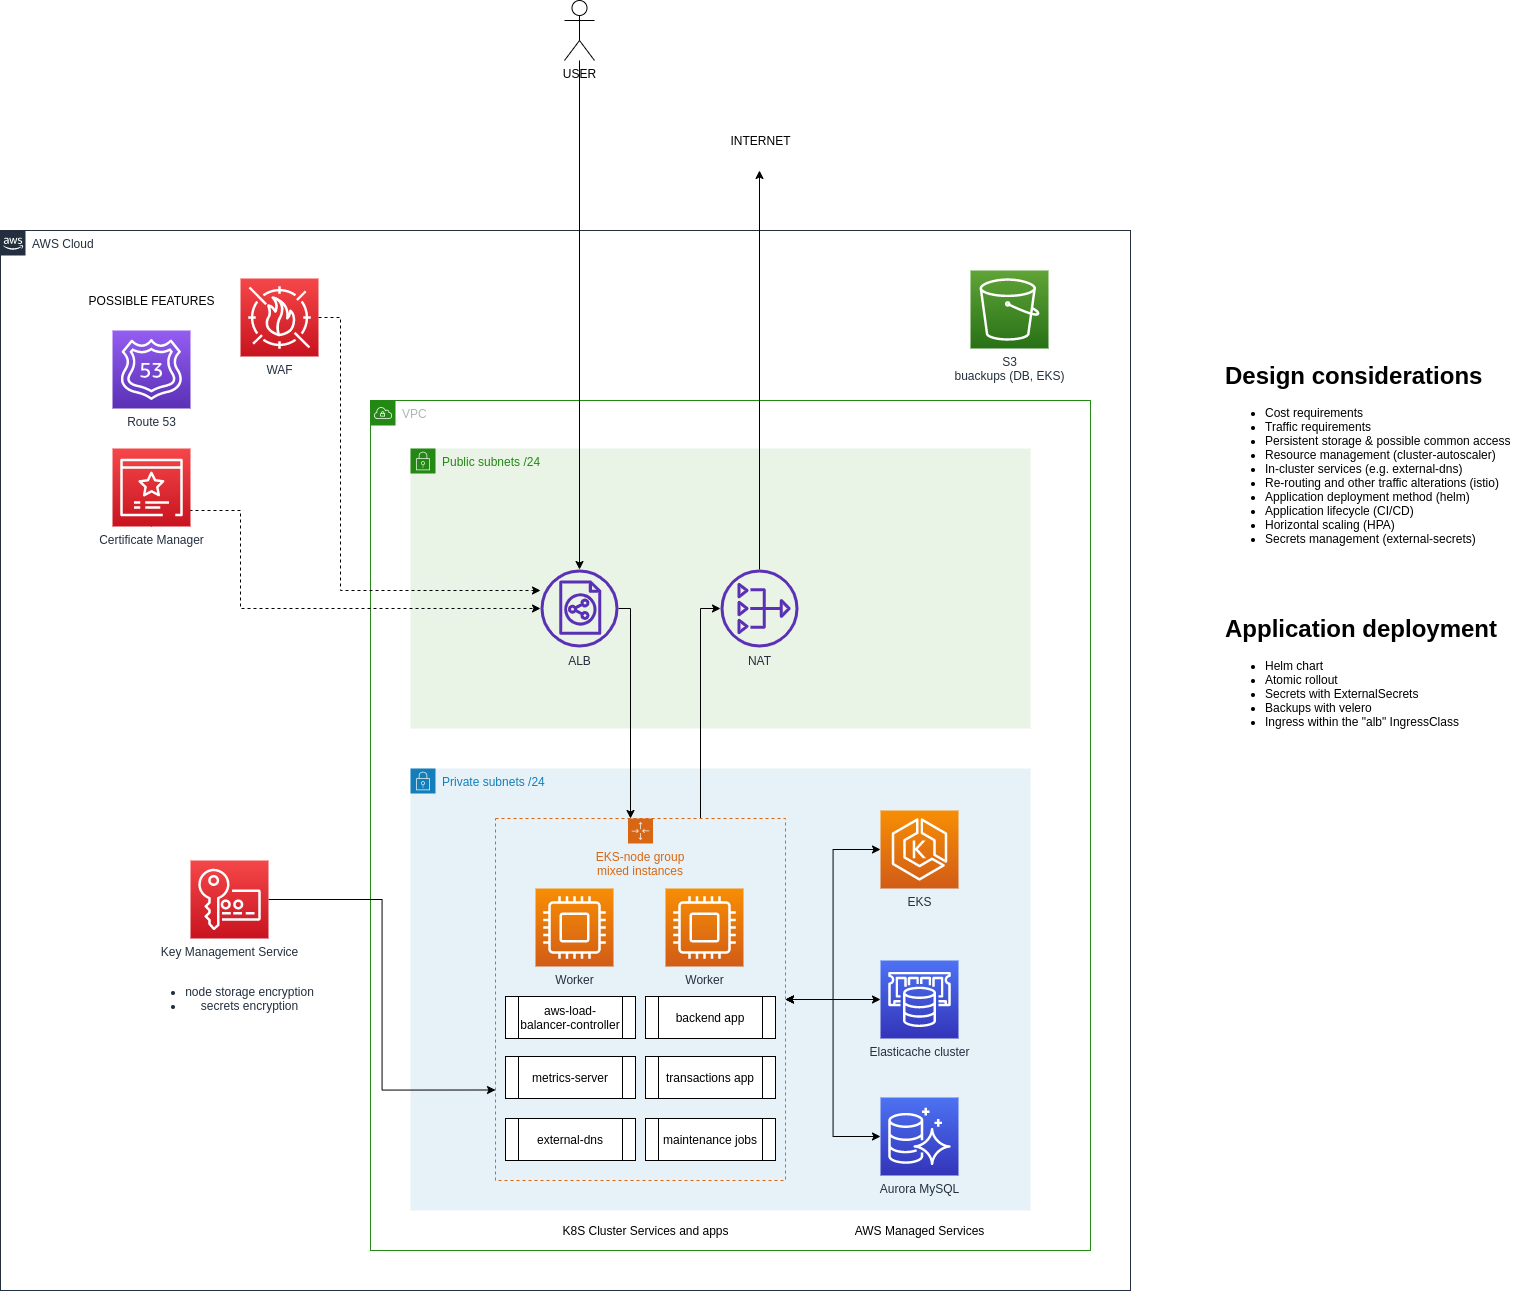 USER
INTERNET
aws
AWS Cloud
POSSIBLE FEATURES
WAF
53
Route 53
Certificate Manager
S3
buackups (DB, EKS)
VPC
Public subnets /24
ALB
NAT
Private subnets /24
EKS-node group
mixed instances
Worker
Worker
aws-load-
balancer-controller
backend app
metrics-server
transactions app
external-dns
maintenance jobs
K
EKS
Elasticache cluster
Aurora MySQL
Key Management Service
node storage encryption
secrets encryption
K8S Cluster Services and apps
AWS Managed Services
Design considerations
Cost requirements
Traffic requirements
Persistent storage & possible common access
Resource management (cluster-autoscaler)
In-cluster services (e.g. external-dns)
Re-routing and other traffic alterations (istio)
Application deployment method (helm)
Application lifecycle (CI/CD)
Horizontal scaling (HPA)
Secrets management (external-secrets)
Application deployment
Helm chart
Atomic rollout
Secrets with ExternalSecrets
Backups with velero
Ingress within the "alb" IngressClass